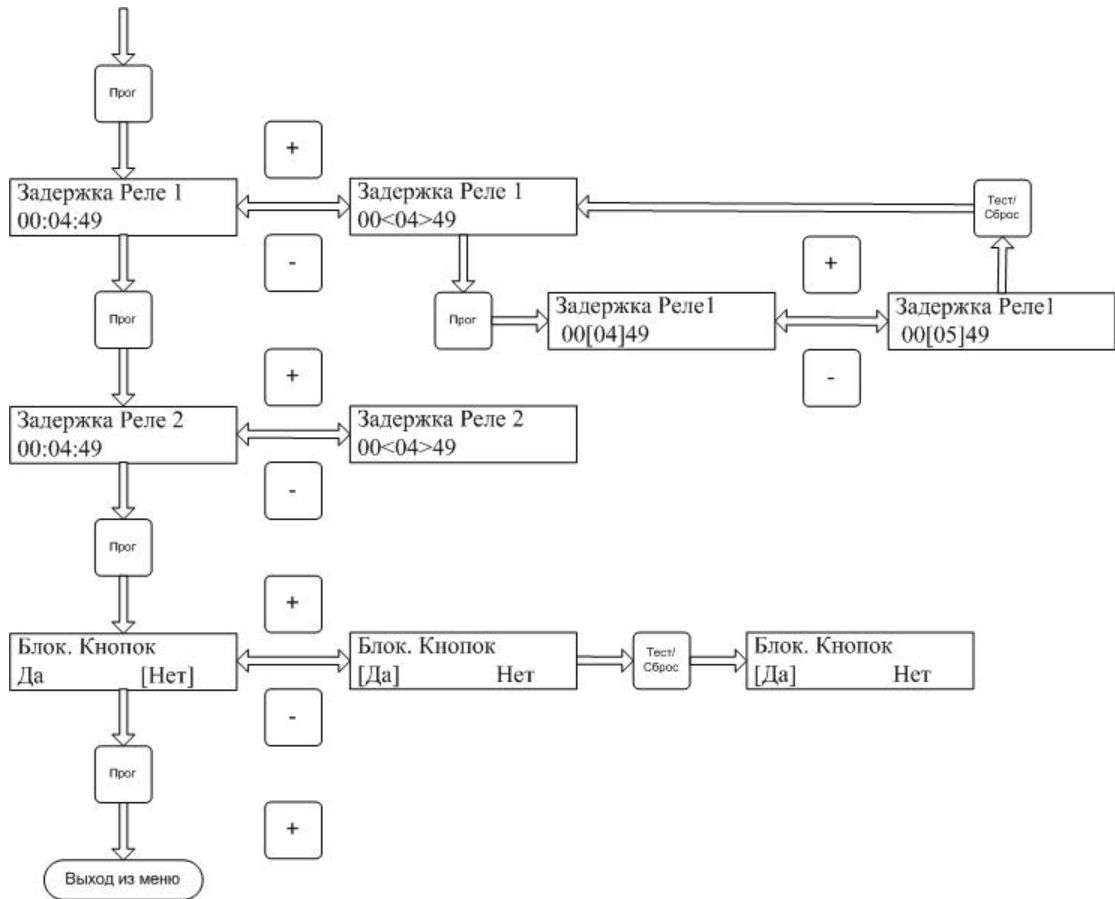 Прог
+
Задержка Реле 1
00:04:49
Задержка Реле 1
00<04>49
Тест/
Сброс
-
+
Прог
Прог
Задержка Реле1
00[04]49
Задержка Реле1
00[05]49
-
+
Задержка Реле 2
00:04:49
Задержка Реле 2
00<04>49
-
Прог
+
Блок. Кнопок
Да [Нет]
Блок. Кнопок
[Да] Нет
Тест/
Сброс
Блок. Кнопок
[Да] Нет
-
Прог
+
Выход из меню